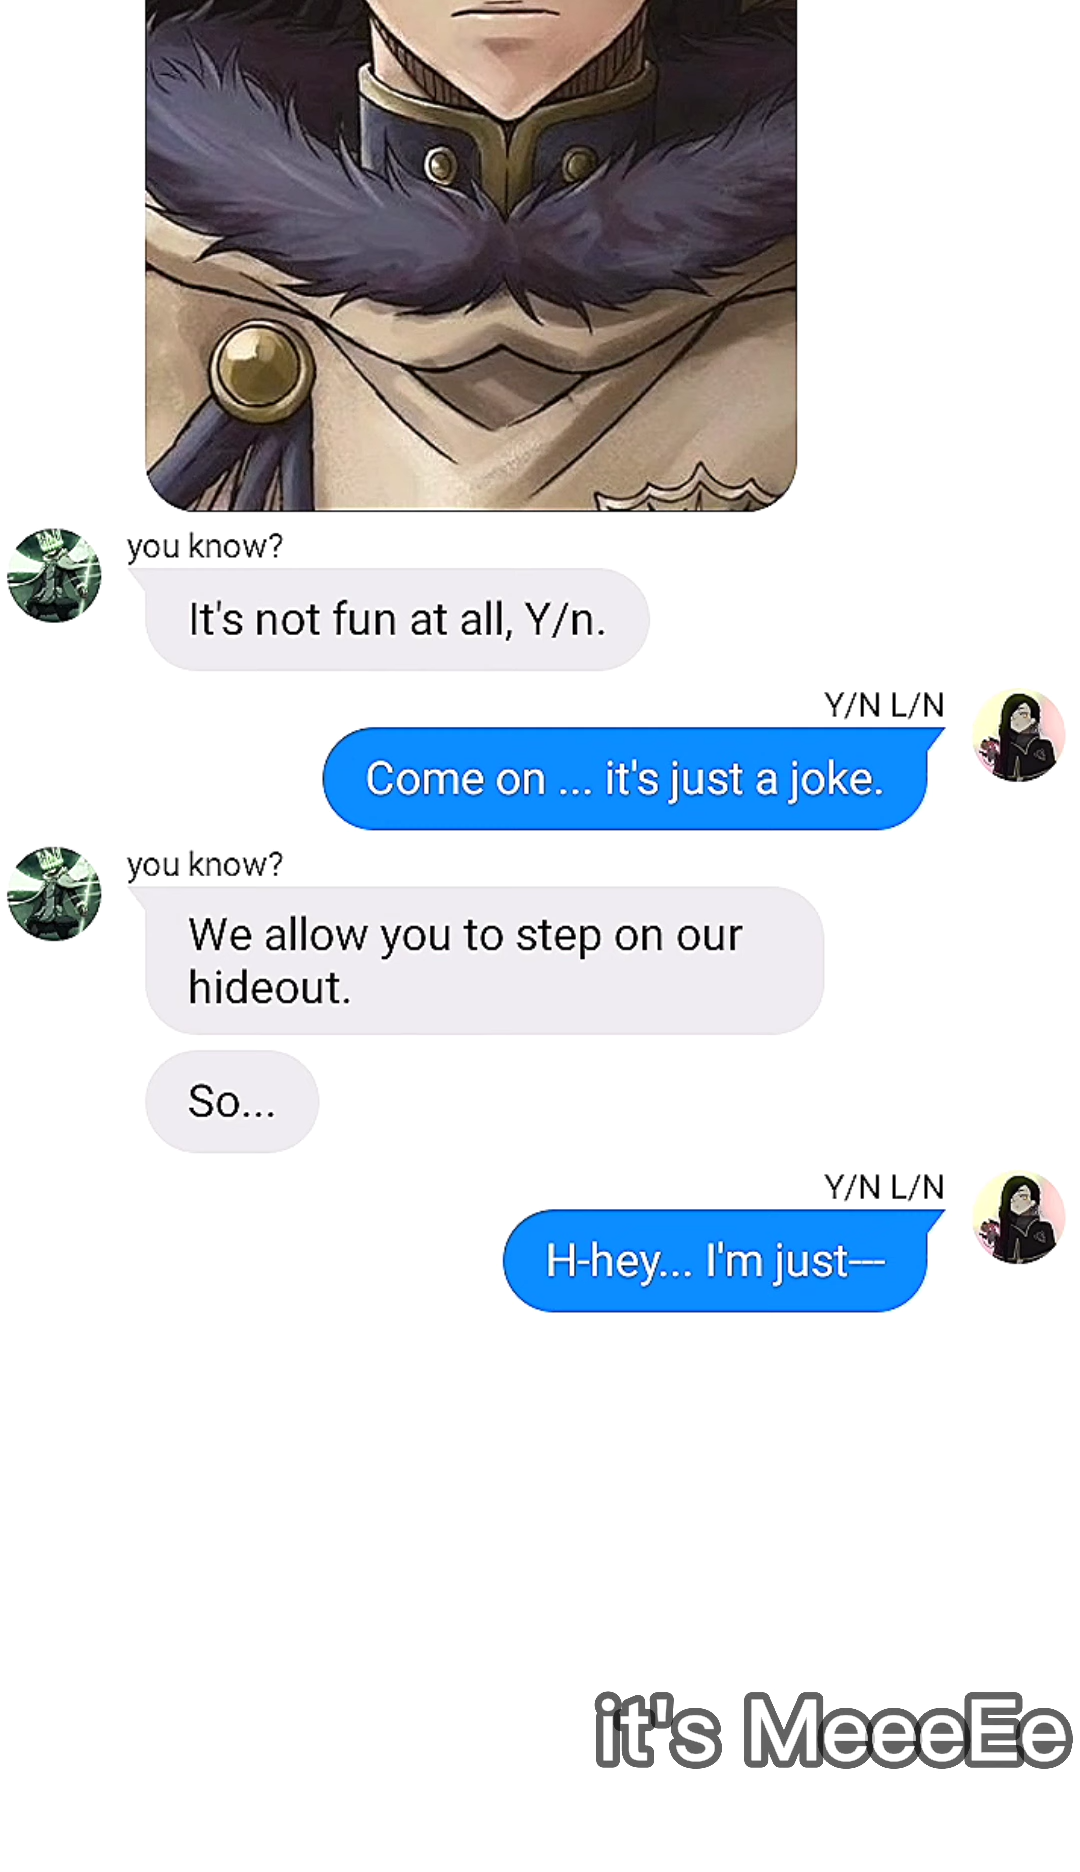 you know?
It's not fun at all, Y/n.
Y/N L/N
Come on ... it's just a joke.
you know?
We allow you to step on our
hideout.
So...
Y/N L/N
H-hey... I'm just---
it's MeeeEe